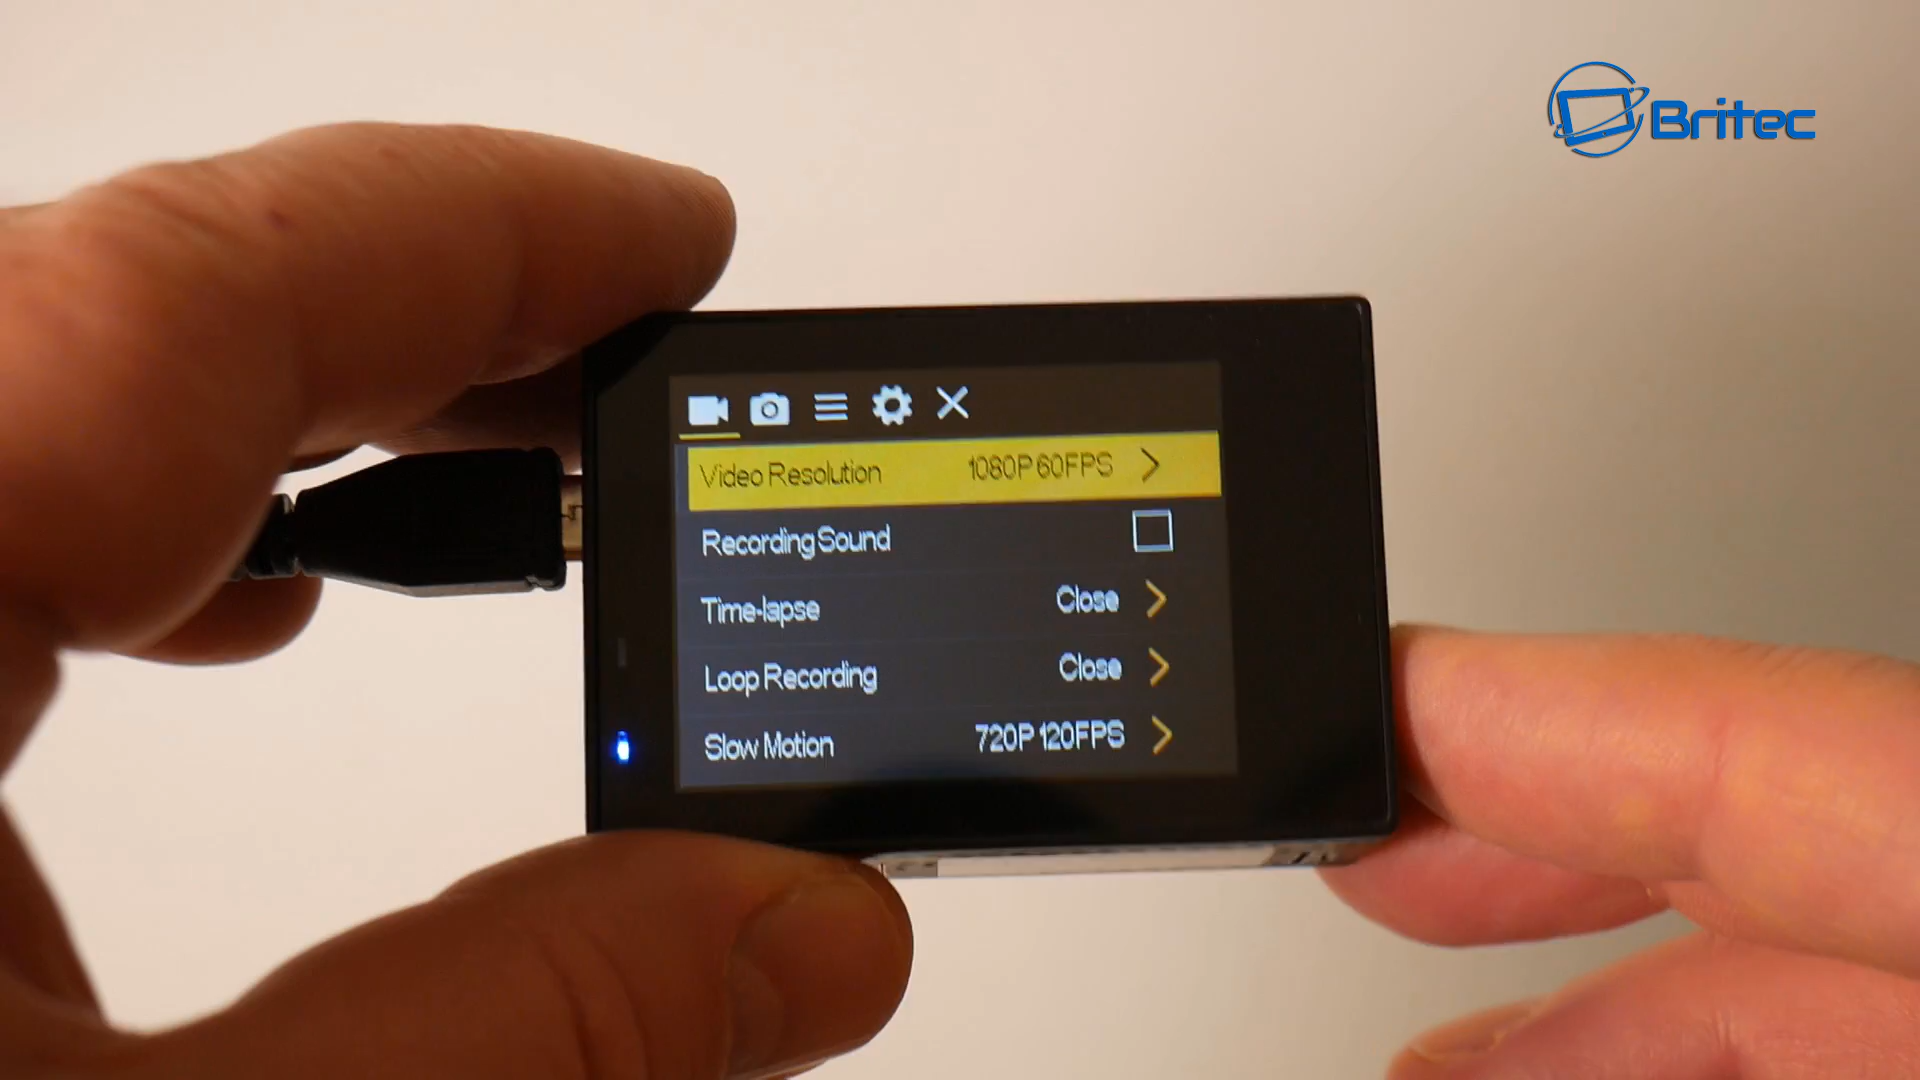 Britec
Video Resolution 1080P 60FPS
Recording Sound
Time-lapse Close
Loop Recording Close
Slow Motion 720P 120FPS